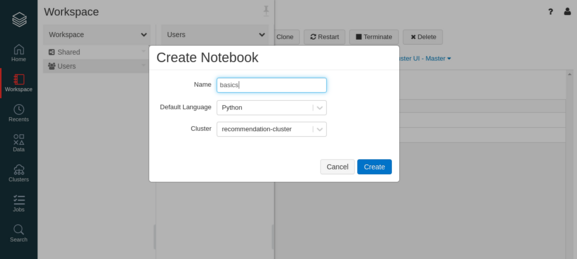 Workspace
?
Workspace
Users
Clone
Restart
Terminate
Delete
Shared
Users
ster UI - Master
Home
Workspace
Recents
Data
Clusters
Jobs
Search
Create Notebook
Name
basics
Default Language
Python
Cluster
recommendation-cluster
Cancel
Create